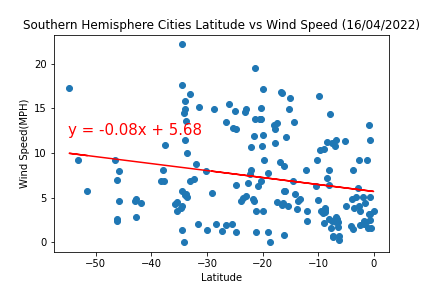 Southern Hemisphere Cities Latitude vs Wind Speed (16/04/2022)
20
15
y = -0.08x + 5.68
10
5
0
Wind Speed(MPH)
−50
−40
−30
−20
−10
0
Latitude